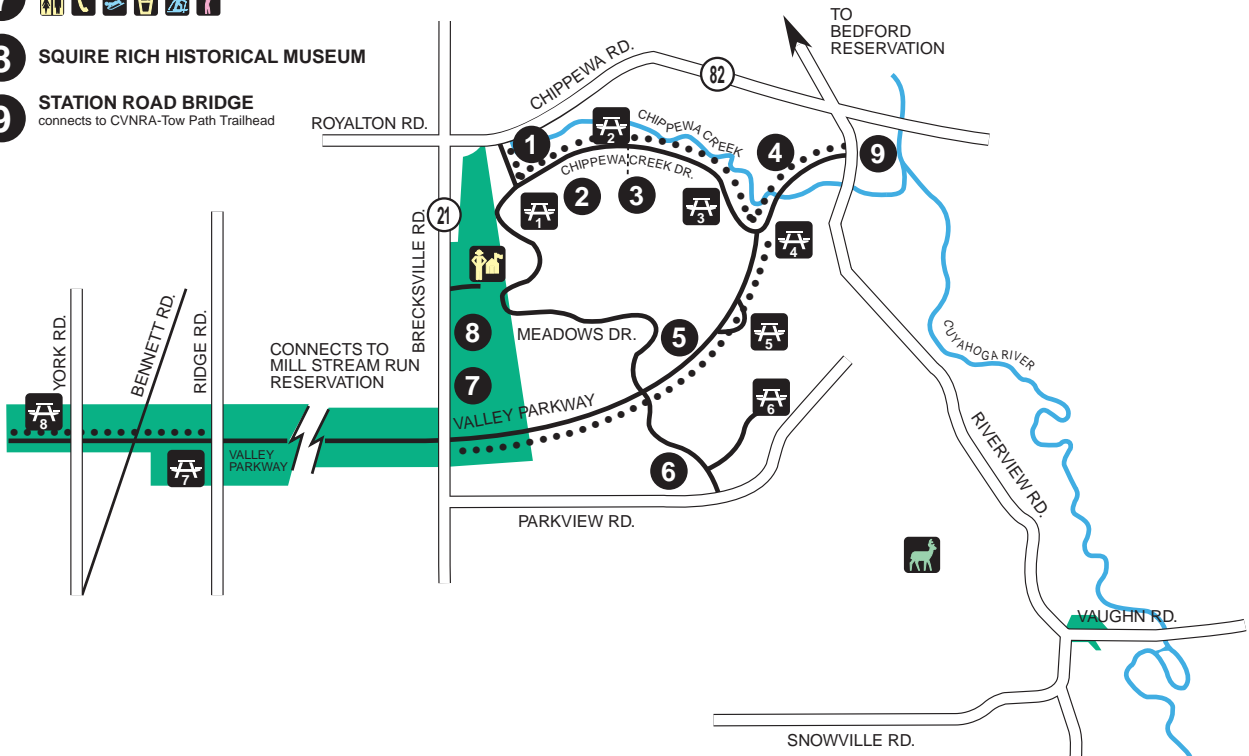 7
8 SQUIRE RICH HISTORICAL MUSEUM
9 STATION ROAD BRIDGE
connects to CVNRA-Tow Path Trailhead
TO
BEDFORD
RESERVATION
CHIPPEWA RD.
82
ROYALTON RD.
1
2
CHIPPEWA CREEK
4
9
CHIPPEWA CREEK DR.
2
3
1
3
21
BRECKSVILLE RD.
4
YORK RD.
BENNETT RD.
RIDGE RD.
CONNECTS TO
MILL STREAM RUN
RESERVATION
8
MEADOWS DR.
5
5
CUYAHOGA RIVER
7
VALLEY PARKWAY
6
8
VALLEY
PARKWAY
7
6
RIVERVIEW RD.
PARKVIEW RD.
VAUGHN RD.
SNOWVILLE RD.